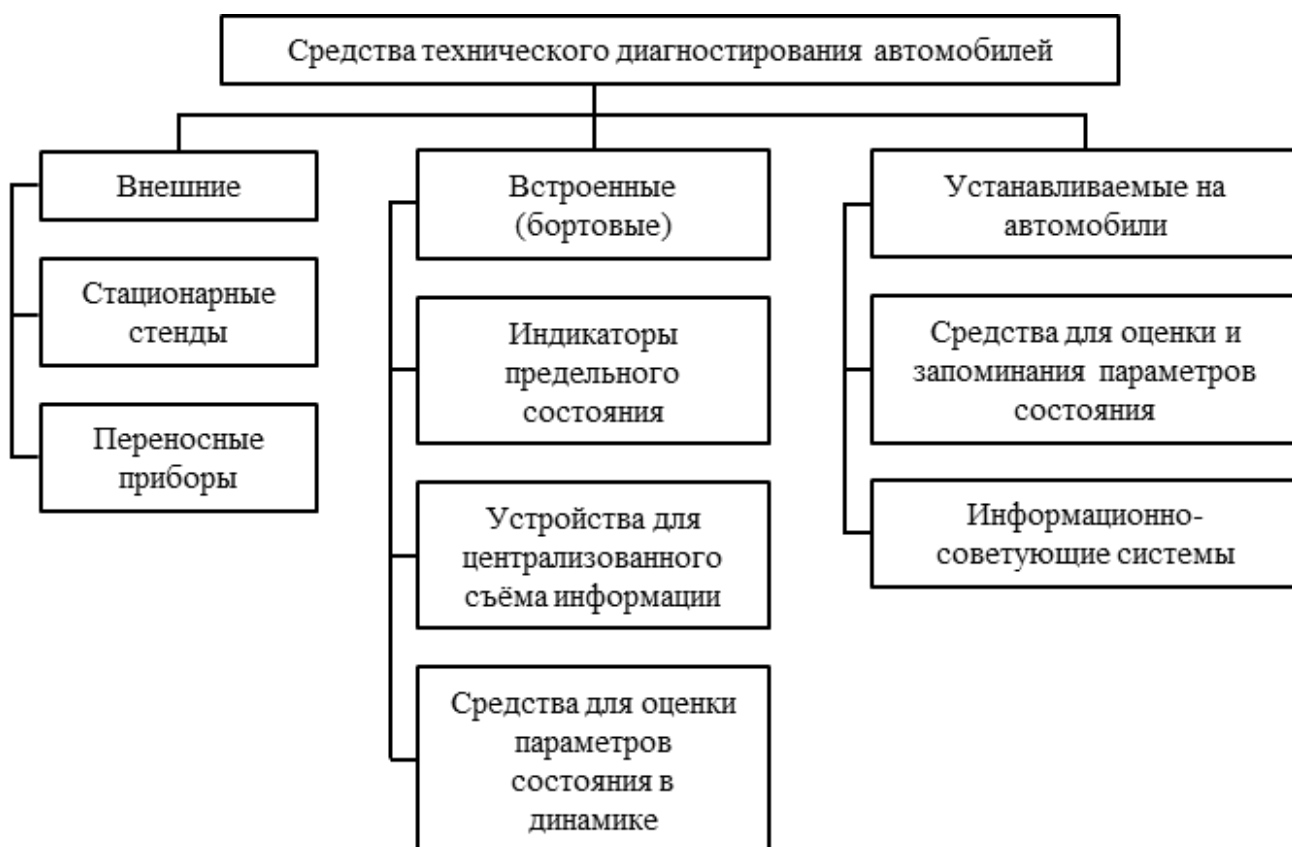 Средства технического диагностирования автомобилей
Внешние
Стационарные
стенды
Переносные
приборы
Встроенные
(бортовые)
Индикаторы
предельного
состояния
Устройства для
централизованного
съёма информации
Средства для оценки
параметров
состояния в
динамике
Устанавливаемые на
автомобили
Средства для оценки и
запоминания параметров
состояния
Информационно-
советующие системы